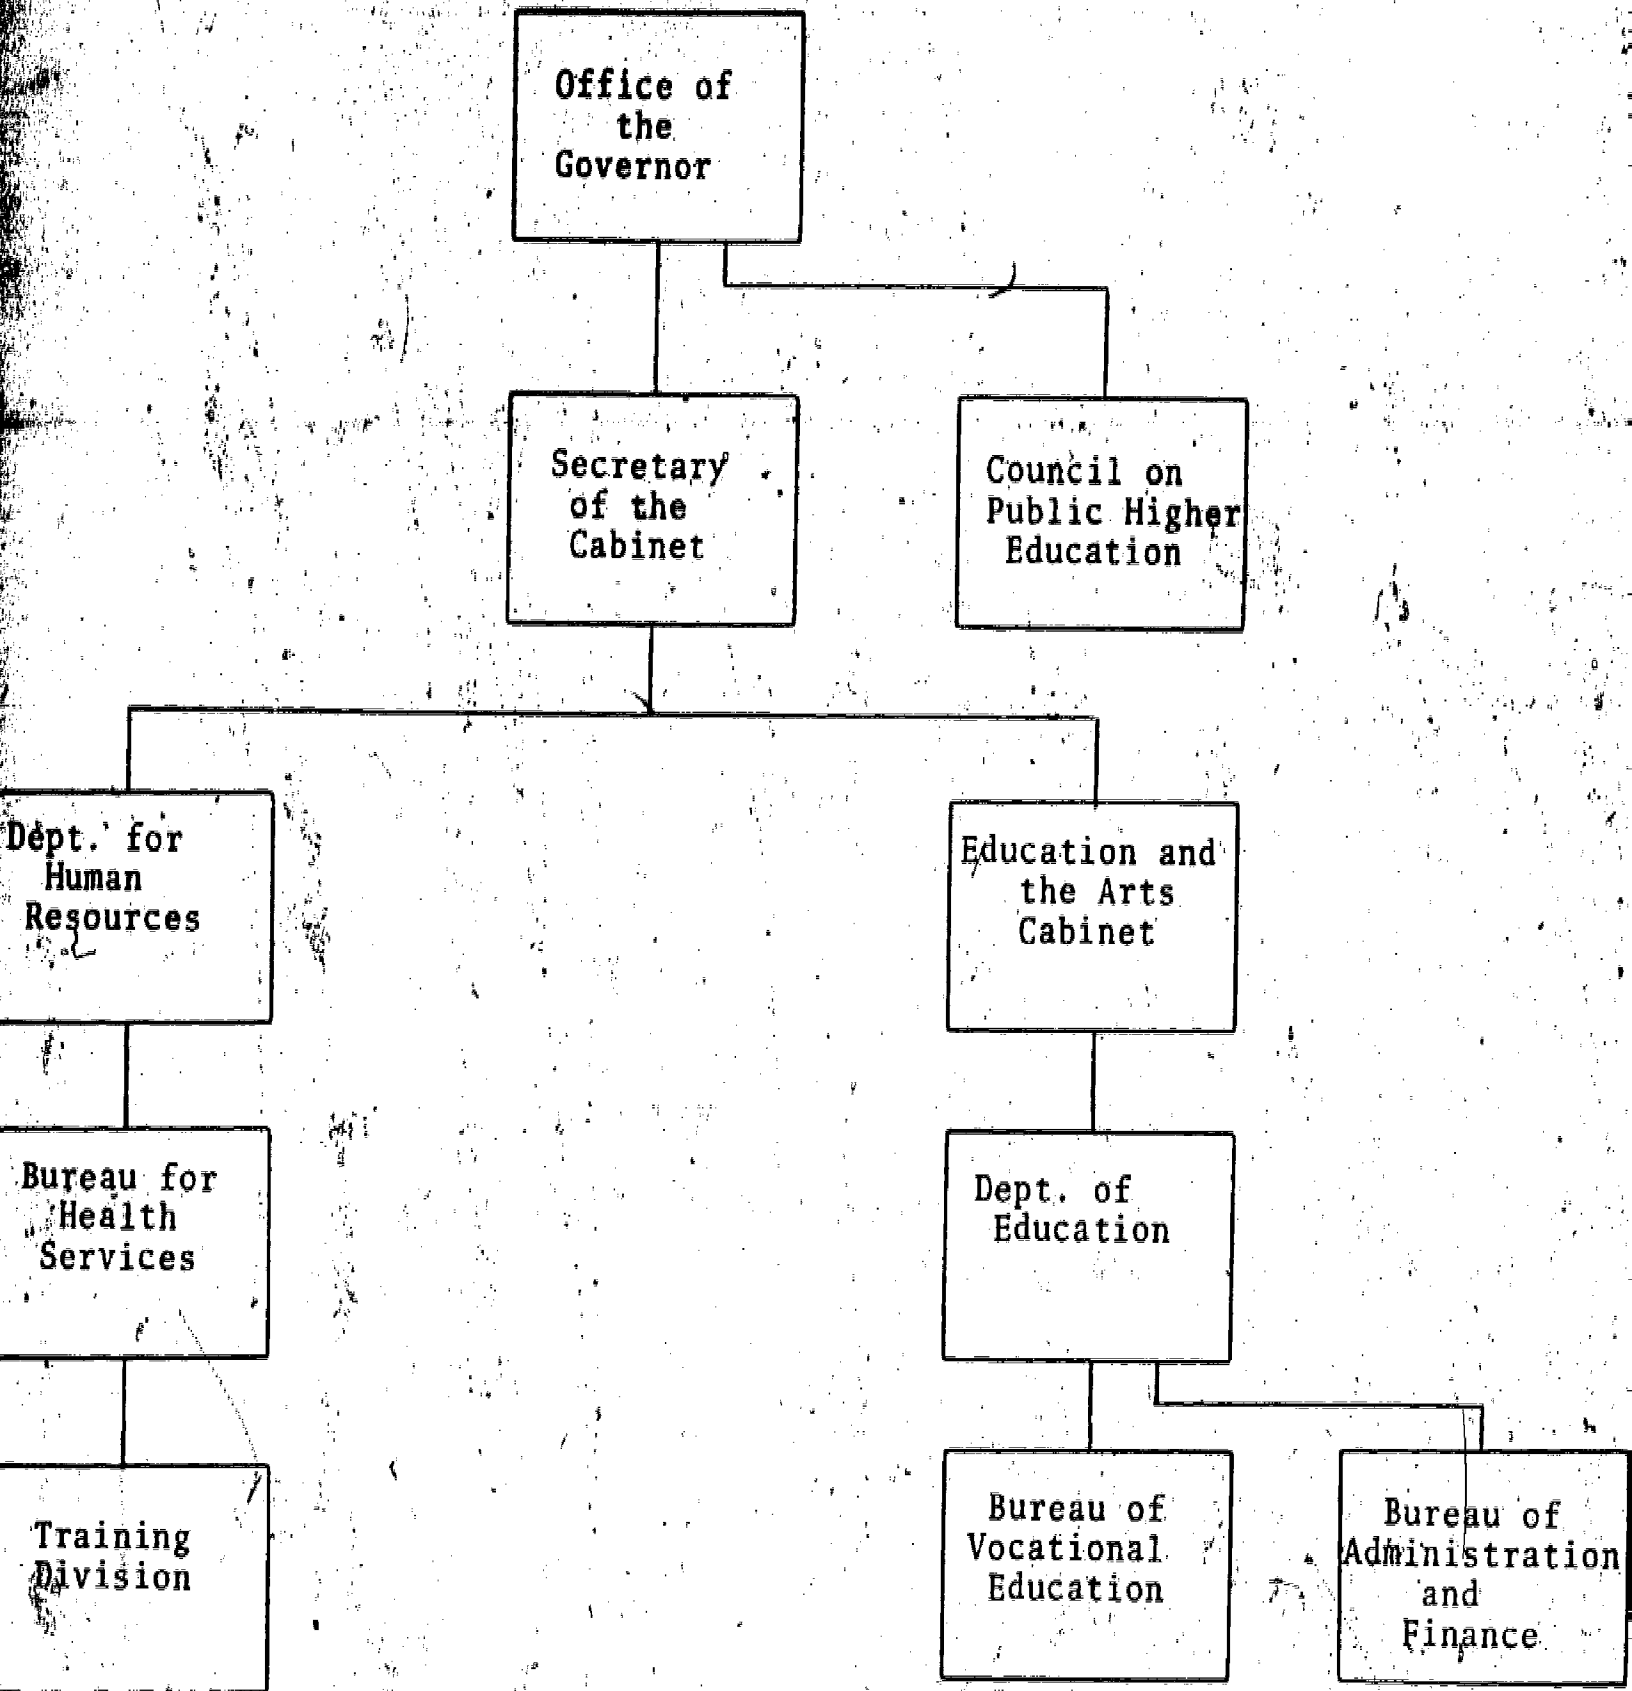 Office of
the
Governor
Secretary
of the
Cabinet
Council on
Public Higher
Education
Dept. for
Human
Resources
Education and
the Arts
Cabinet
Bureau for
Health
Services
Dept. of
Education
Training
Division
Bureau of
Vocational
Education
Bureau of
Administration
and
Finance